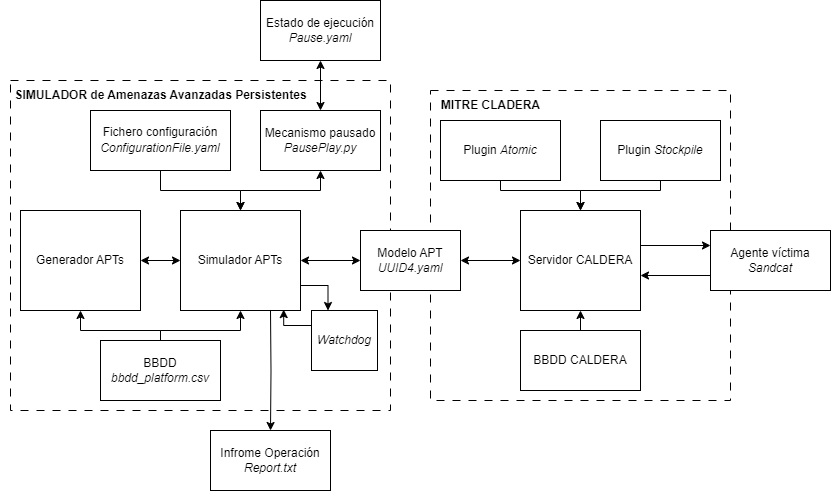 Estado de ejecución
Pause.yaml
SIMULADOR de Amenazas Avanzadas Persistentes
MITRE CLADERA
Fichero configuración
ConfigurationFile.yaml
Mecanismo pausado
PausePlay.py
Plugin Atomic
Plugin Stockpile
Generador APTs
Simulador APTs
Modelo APT
UUID4.yaml
Servidor CALDERA
Agente víctima
Sandcat
Watchdog
BBDD
bbdd_platform.csv
BBDD CALDERA
Infrome Operación
Report.txt